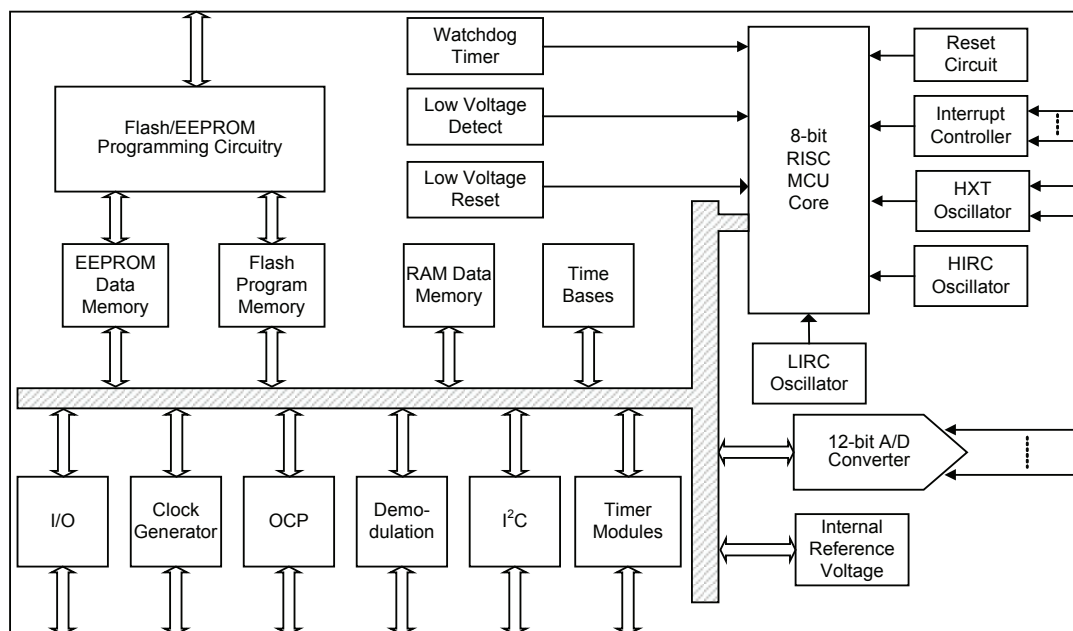 Watchdog
Timer
Reset
Circuit
Flash/EEPROM
Programming Circuitry
Low Voltage
Detect
8-bit
RISC
MCU
Core
Interrupt
Controller
Low Voltage
Reset
HXT
Oscillator
EEPROM
Data
Memory
Flash
Program
Memory
RAM Data
Memory
Time
Bases
HIRC
Oscillator
LIRC
Oscillator
12-bit A/D
Converter
I/O
Clock
Generator
OCP
Demo-
dulation
I²C
Timer
Modules
Internal
Reference
Voltage